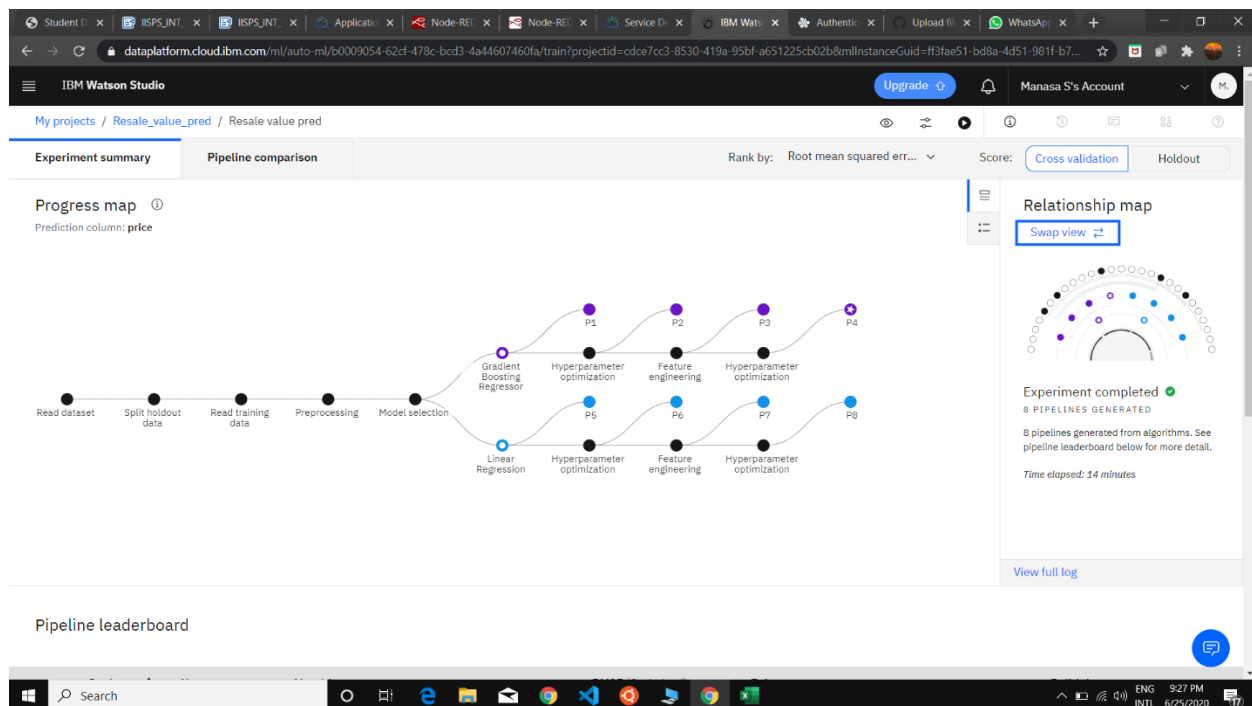 Student D
IISPS_INT_
IISPS_INT_
Applicatio
Node-RED
Node-RED
Service De
IBM Wats
Authentic
Upload fil
WhatsApp
dataplatform.cloud.ibm.com/ml/auto-ml/b0009054-62cf-478c-bcd3-4a44607460fa/train?projectid=cdce7cc3-8530-419a-95bf-a651225cb02b&mlInstanceGuid=ff3fae51-bd8a-4d51-981f-b7...
IBM Watson Studio
Upgrade
Manasa S's Account
M.
My projects / Resale_value_pred / Resale value pred
Experiment summary
Pipeline comparison
Rank by: Root mean squared err...
Score: Cross validation Holdout
Progress map
Prediction column: price
Relationship map
Swap view
P1
P2
P3
P4
Gradient
Boosting
Regressor
Hyperparameter
optimization
Feature
engineering
Hyperparameter
optimization
Read dataset
Split holdout
data
Read training
data
Preprocessing
Model selection
P5
P6
P7
P8
Linear
Regression
Hyperparameter
optimization
Feature
engineering
Hyperparameter
optimization
Experiment completed
8 PIPELINES GENERATED
8 pipelines generated from algorithms. See
pipeline leaderboard below for more detail.
Time elapsed: 14 minutes
View full log
Pipeline leaderboard
Search
ENG
INTL
9:27 PM
6/25/2020
17